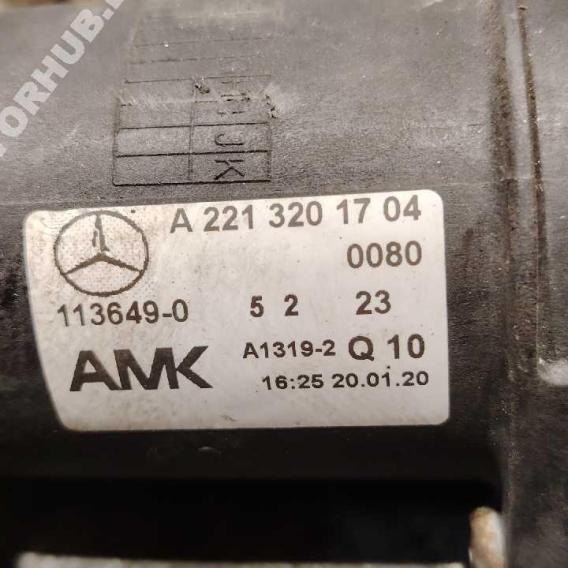 TORHUB.
H J K
A 221 320 17 04
0080
113649-0 5 2 23
AMK A1319-2 Q 10
16:25 20.01.20